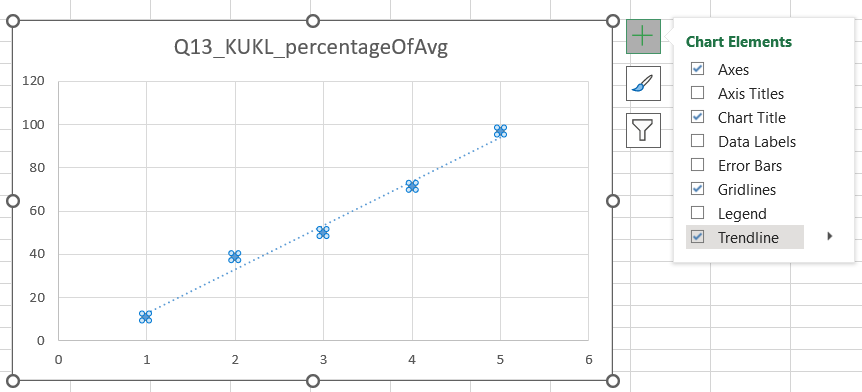 Q13_KUKL_percentageOfAvg
120
100
80
60
40
20
0
0 1 2 3 4 5 6
Chart Elements
Axes
Axis Titles
Chart Title
Data Labels
Error Bars
Gridlines
Legend
Trendline